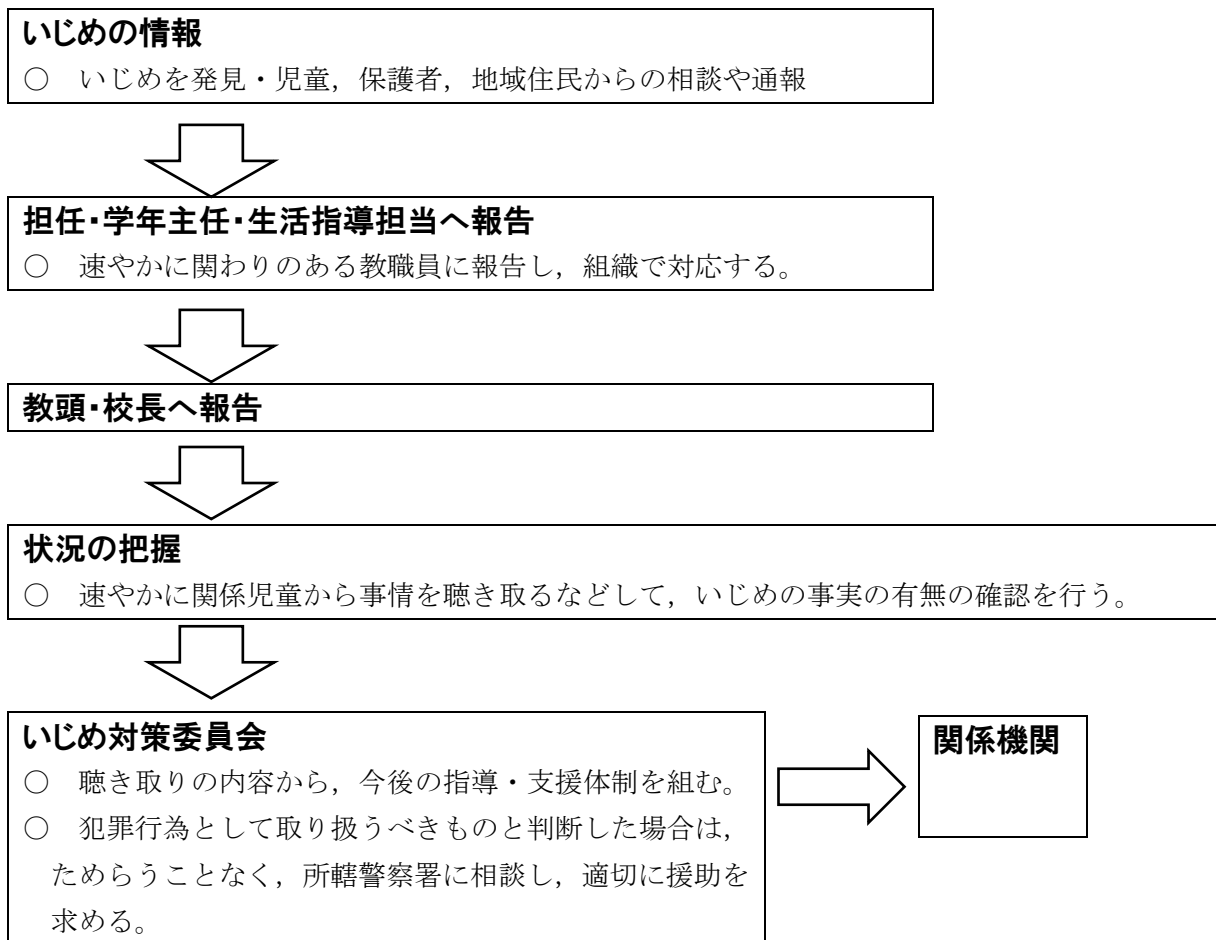 いじめの情報
○　いじめを発見・児童，保護者，地域住民からの相談や通報
担任・学年主任・生活指導担当へ報告
○　速やかに関わりのある教職員に報告し，組織で対応する。
教頭・校長へ報告
状況の把握
○　速やかに関係児童から事情を聴き取るなどして，いじめの事実の有無の確認を行う。
いじめ対策委員会
○　聴き取りの内容から，今後の指導・支援体制を組む。
○　犯罪行為として取り扱うべきものと判断した場合は，
ためらうことなく，所轄警察署に相談し，適切に援助を
求める。
関係機関